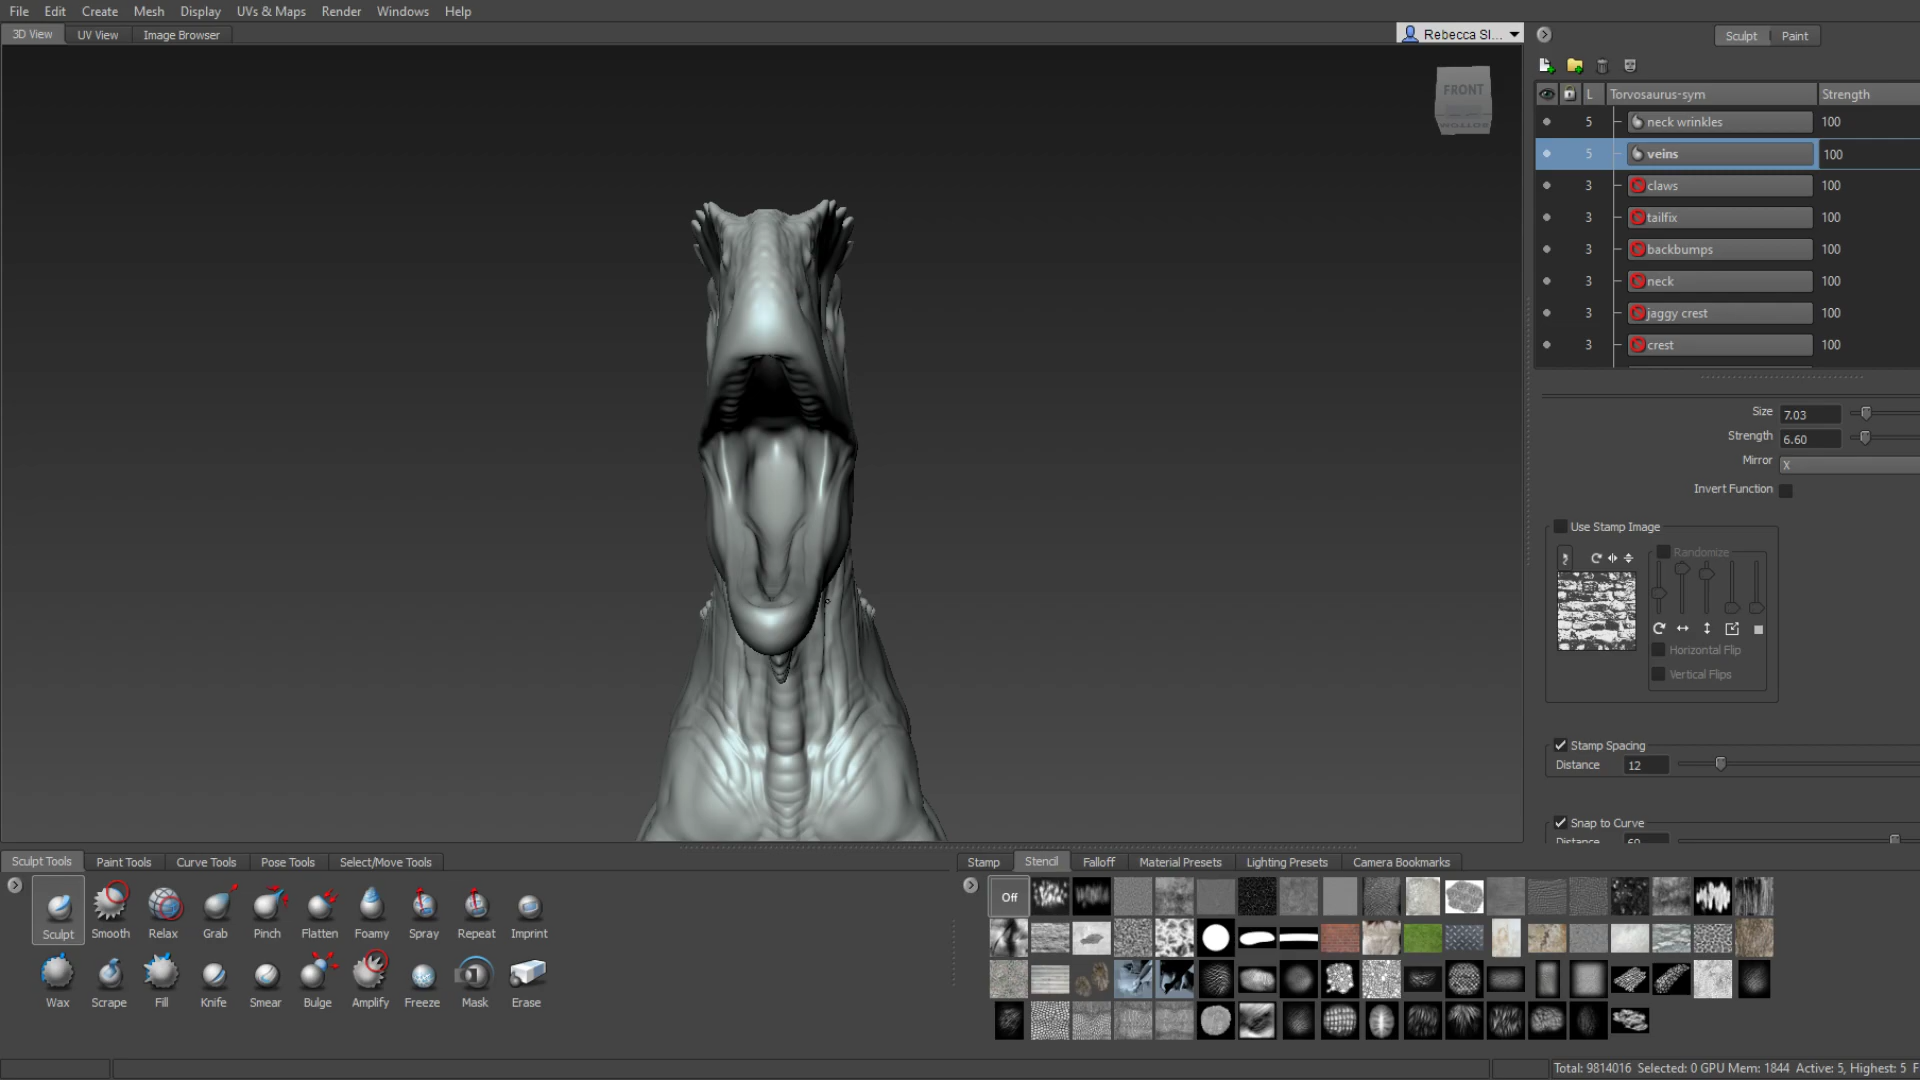 File Edit Create Mesh Display UVs & Maps Render Windows Help
3D View UV View Image Browser
Rebecca Sl...
FRONT
BOTTOM
Sculpt Paint
L Torvosaurus-sym Strength
5 neck wrinkles 100
5 veins 100
3 claws 100
3 tailfix 100
3 backbumps 100
3 neck 100
3 jaggy crest 100
3 crest 100
Size 7.03
Strength 6.60
Mirror X
Invert Function
Use Stamp Image
Randomize
Horizontal Flip
Vertical Flips
Stamp Spacing
Distance 12
Snap to Curve
Distance 60
Sculpt Tools Paint Tools Curve Tools Pose Tools Select/Move Tools
Sculpt Smooth Relax Grab Pinch Flatten Foamy Spray Repeat Imprint
Wax Scrape Fill Knife Smear Bulge Amplify Freeze Mask Erase
Stamp Stencil Falloff Material Presets Lighting Presets Camera Bookmarks
Off
Total: 9814016 Selected: 0 GPU Mem: 1844 Active: 5, Highest: 5 F